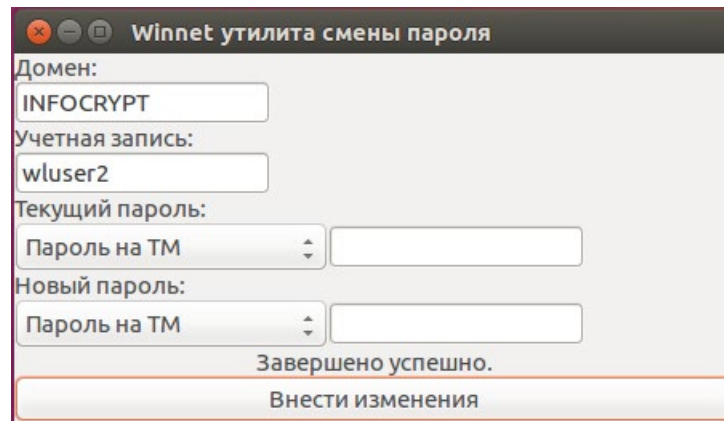 Winnet утилита смены пароля
Домен:
INFOCRYPT
Учетная запись:
wluser2
Текущий пароль:
Пароль на ТМ
Новый пароль:
Пароль на ТМ
Завершено успешно.
Внести изменения